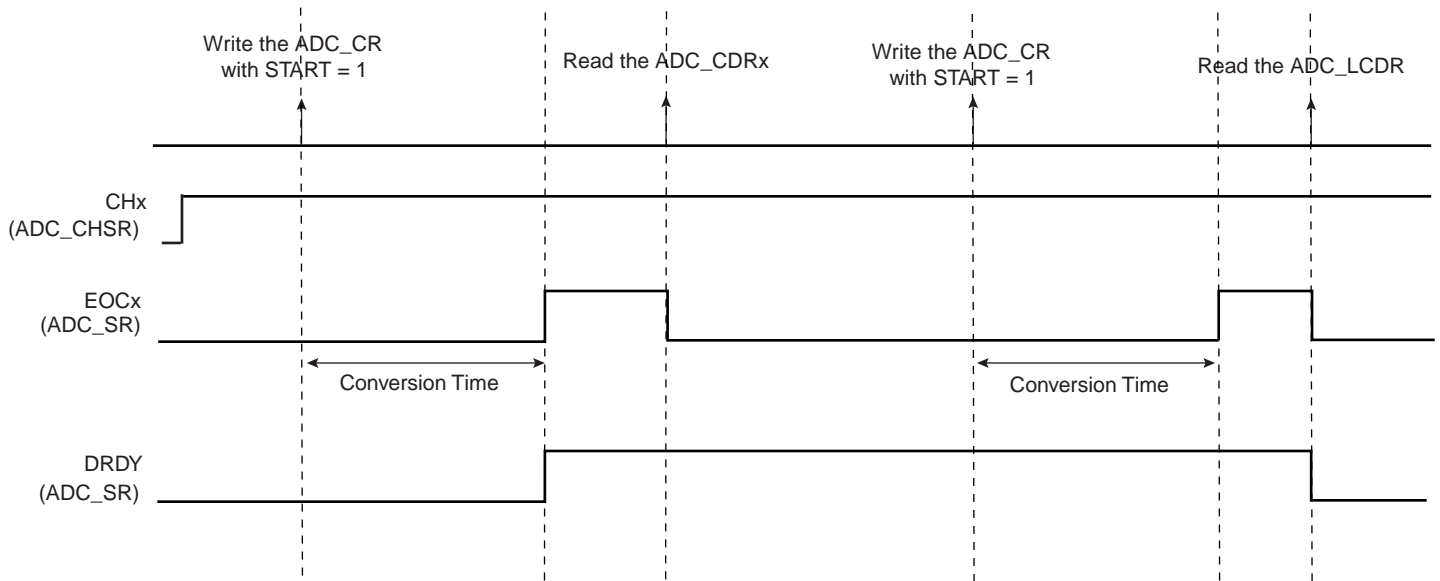 Write the ADC_CR
with START = 1
Read the ADC_CDRx
Write the ADC_CR
with START = 1
Read the ADC_LCDR
CHx
(ADC_CHSR)
EOCx
(ADC_SR)
Conversion Time
Conversion Time
DRDY
(ADC_SR)